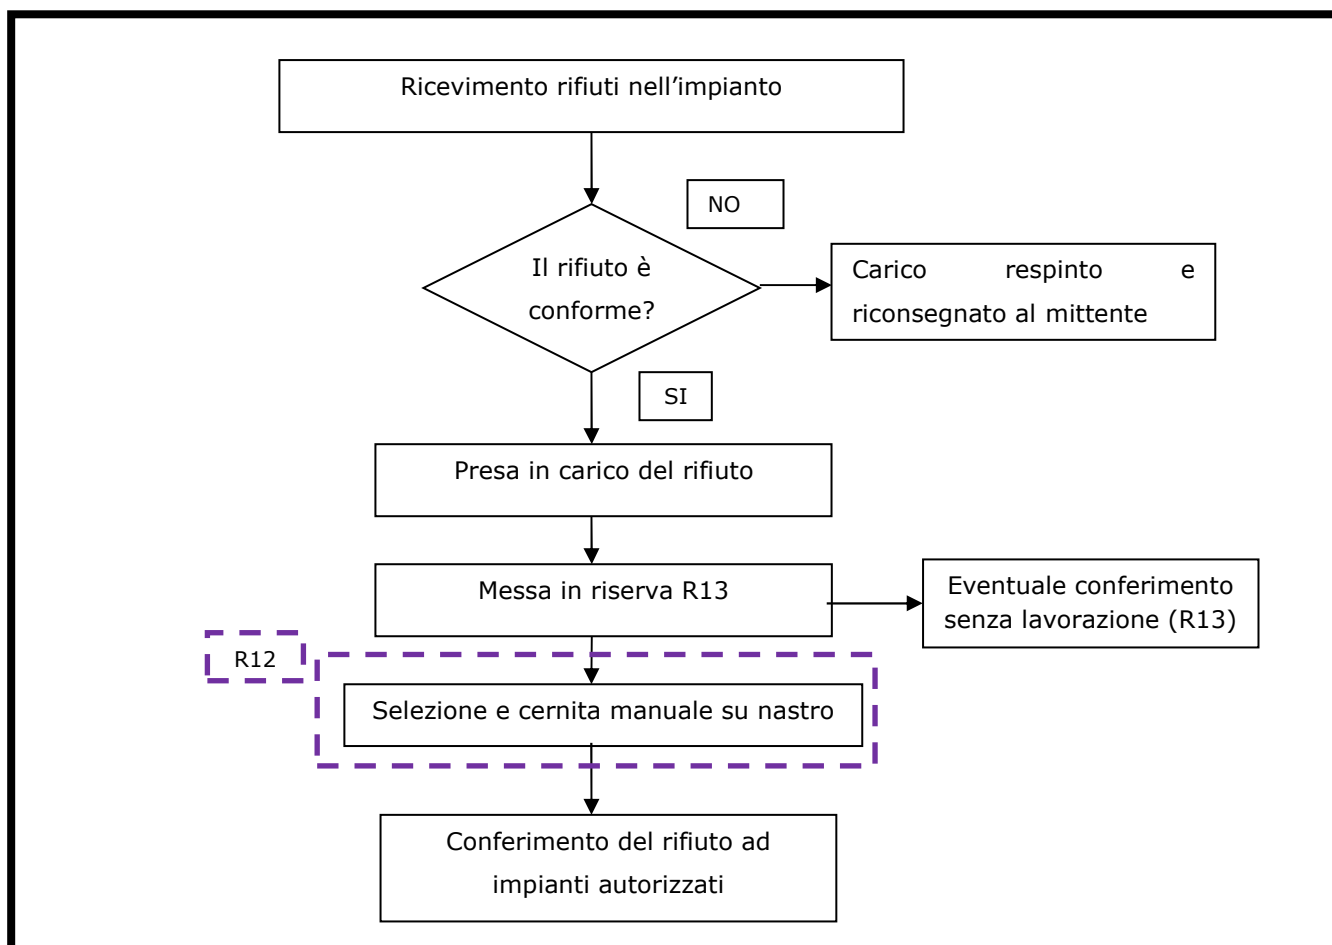 Ricevimento rifiuti nell’impianto
NO
Il rifiuto è
conforme?
Carico respinto e
riconsegnato al mittente
SI
Presa in carico del rifiuto
Messa in riserva R13
Eventuale conferimento
senza lavorazione (R13)
R12
Selezione e cernita manuale su nastro
Conferimento del rifiuto ad
impianti autorizzati